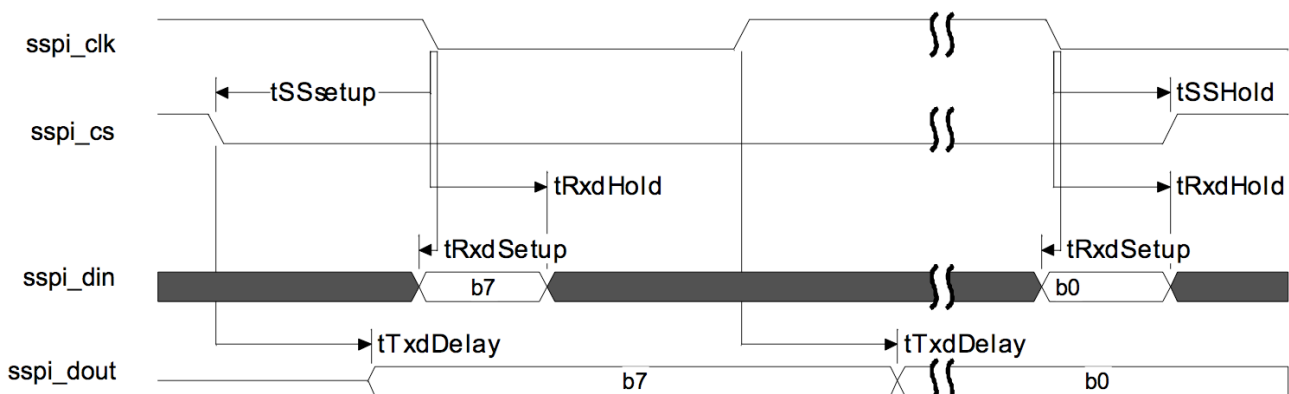 sspi_clk
tSSsetup
tSSHold
sspi_cs
tRxdHold
tRxdHold
tRxdSetup
tRxdSetup
sspi_din
b7
b0
tTxdDelay
tTxdDelay
sspi_dout
b7
b0